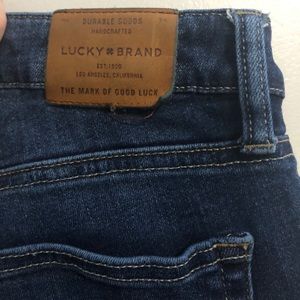 DURABLE GOODS
HANDCRAFTED
LUCKY BRAND
EST. 1990
LOS ANGELES, CALIFORNIA
THE MARK OF GOOD LUCK